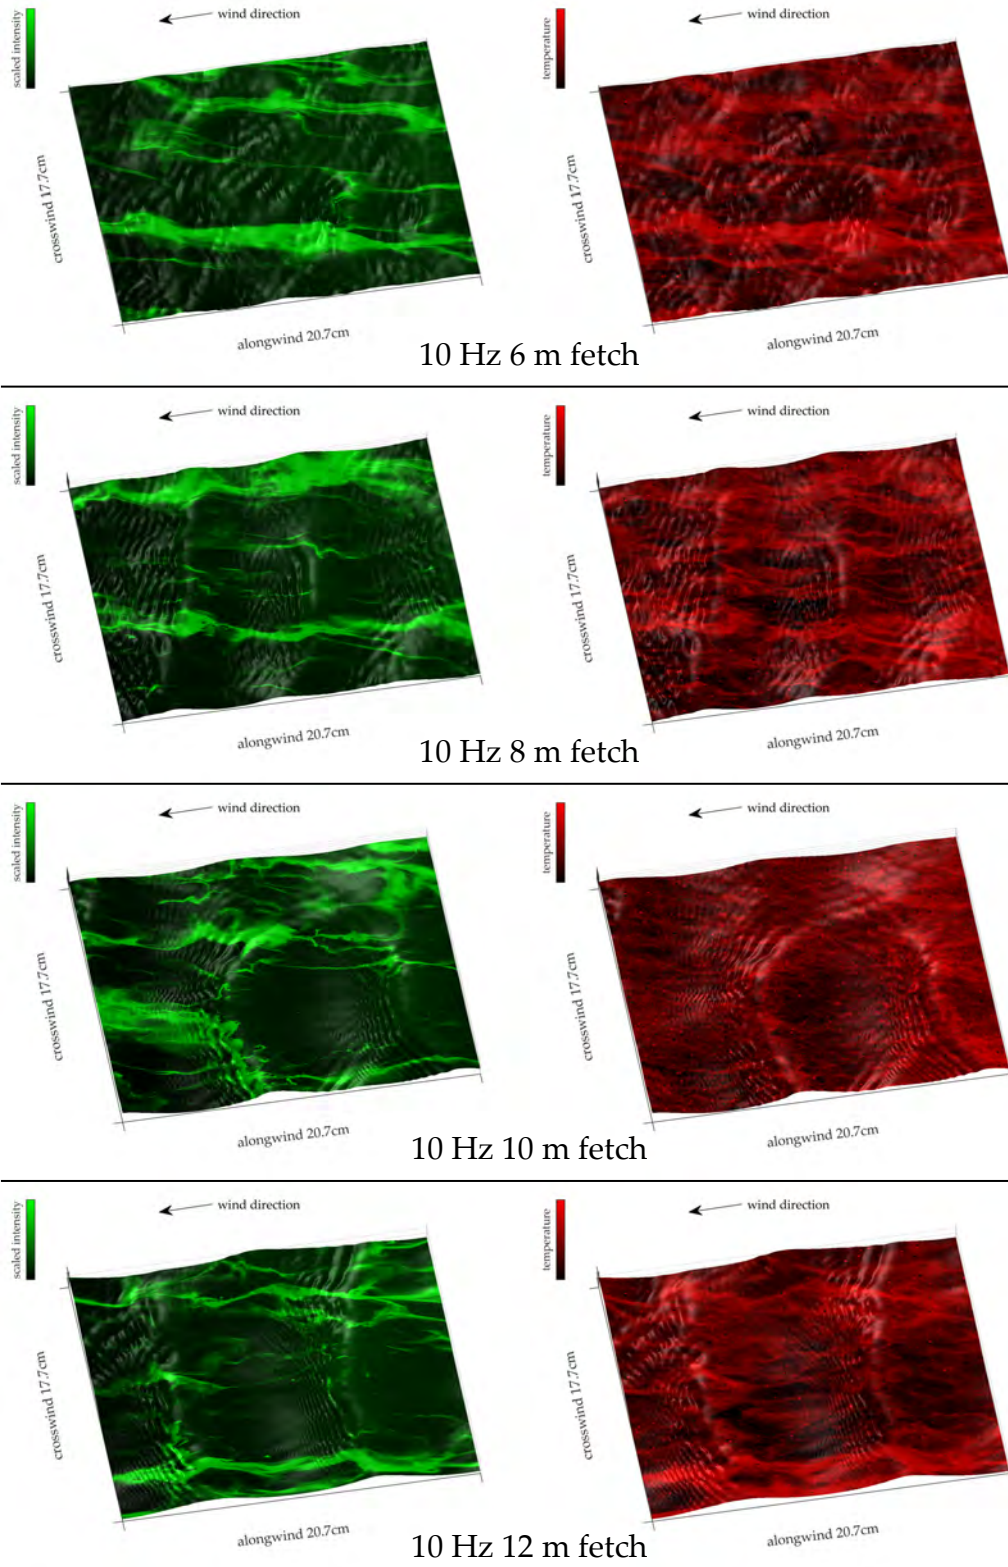 scaled intensity
wind direction
temperature
wind direction
crosswind 17.7cm
alongwind 20.7cm
crosswind 17.7cm
alongwind 20.7cm
10 Hz 6 m fetch
scaled intensity
wind direction
temperature
wind direction
crosswind 17.7cm
alongwind 20.7cm
crosswind 17.7cm
alongwind 20.7cm
10 Hz 8 m fetch
scaled intensity
wind direction
temperature
wind direction
crosswind 17.7cm
alongwind 20.7cm
crosswind 17.7cm
alongwind 20.7cm
10 Hz 10 m fetch
scaled intensity
wind direction
temperature
wind direction
crosswind 17.7cm
alongwind 20.7cm
crosswind 17.7cm
alongwind 20.7cm
10 Hz 12 m fetch